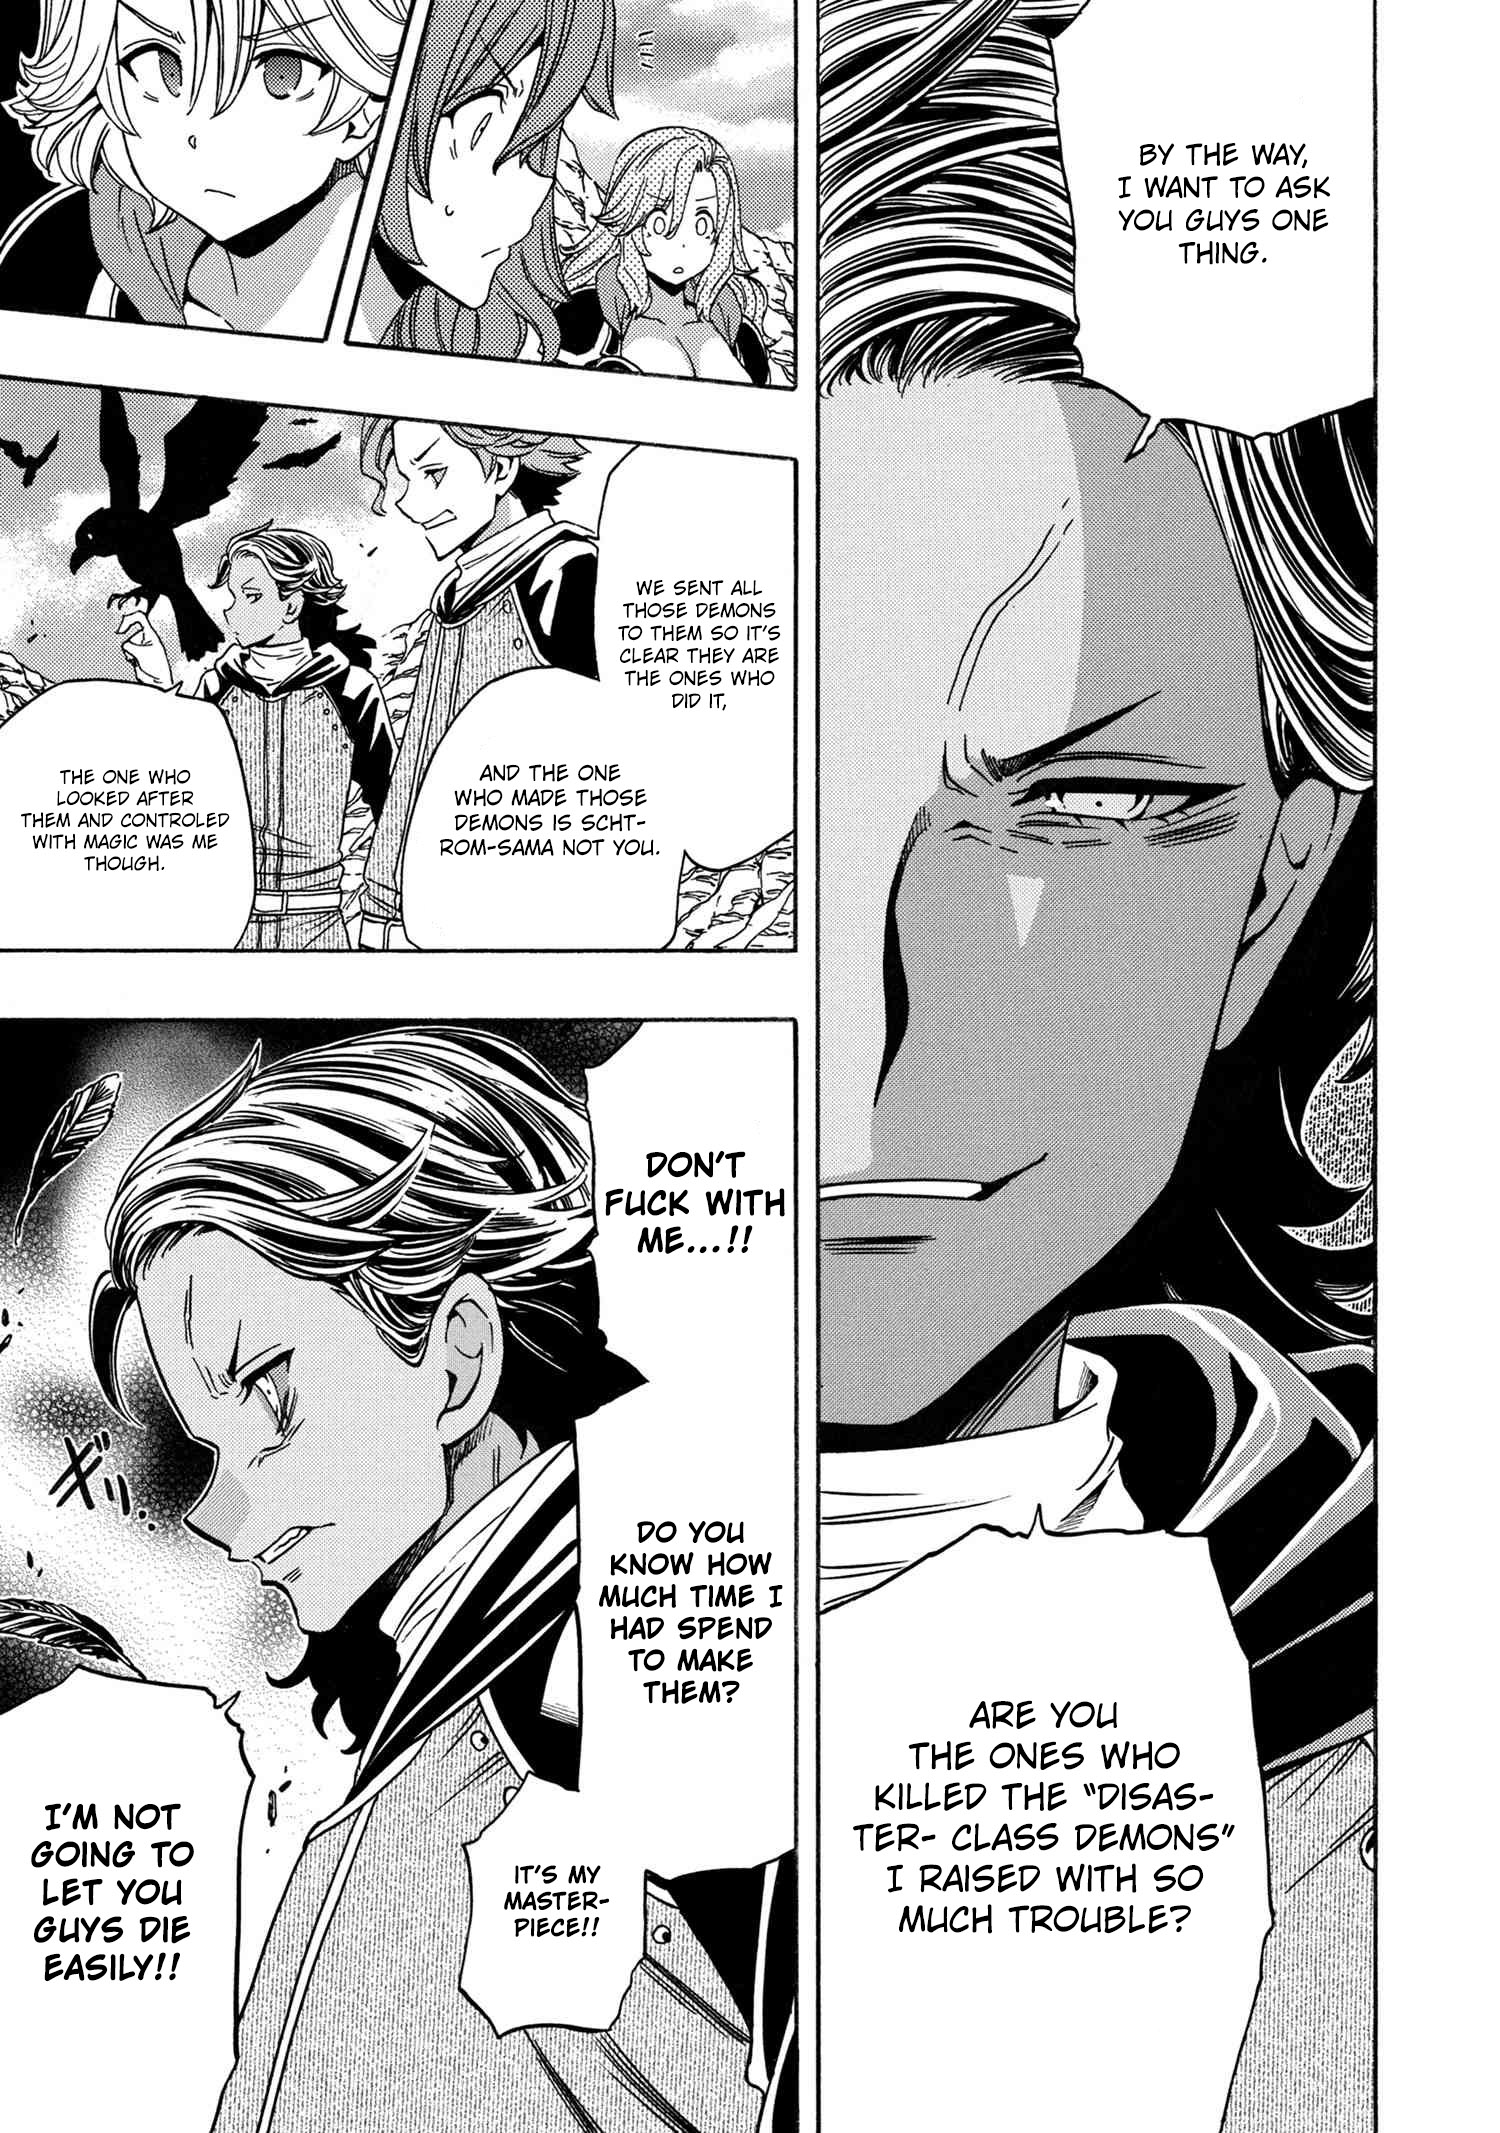 BY THE WAY,
I WANT TO ASK
YOU GUYS ONE
THING.
ARE YOU
THE ONES WHO
KILLED THE "DISAS-
TER- CLASS DEMONS"
I RAISED WITH SO
MUCH TROUBLE?
WE SENT ALL
THOSE DEMONS
TO THEM SO IT'S
CLEAR THEY ARE
THE ONES WHO
DID IT,
AND THE ONE
WHO MADE THOSE
DEMONS IS SCHT-
ROM-SAMA NOT YOU.
THE ONE WHO
LOOKED AFTER
THEM AND CONTROLED
WITH MAGIC WAS ME
THOUGH.
DON'T
FUCK WITH
ME...!!
DO YOU
KNOW HOW
MUCH TIME I
HAD SPEND
TO MAKE
THEM?
IT'S MY
MASTER-
PIECE!!
ギリ..
I'M NOT
GOING TO
LET YOU
GUYS DIE
EASILY!!